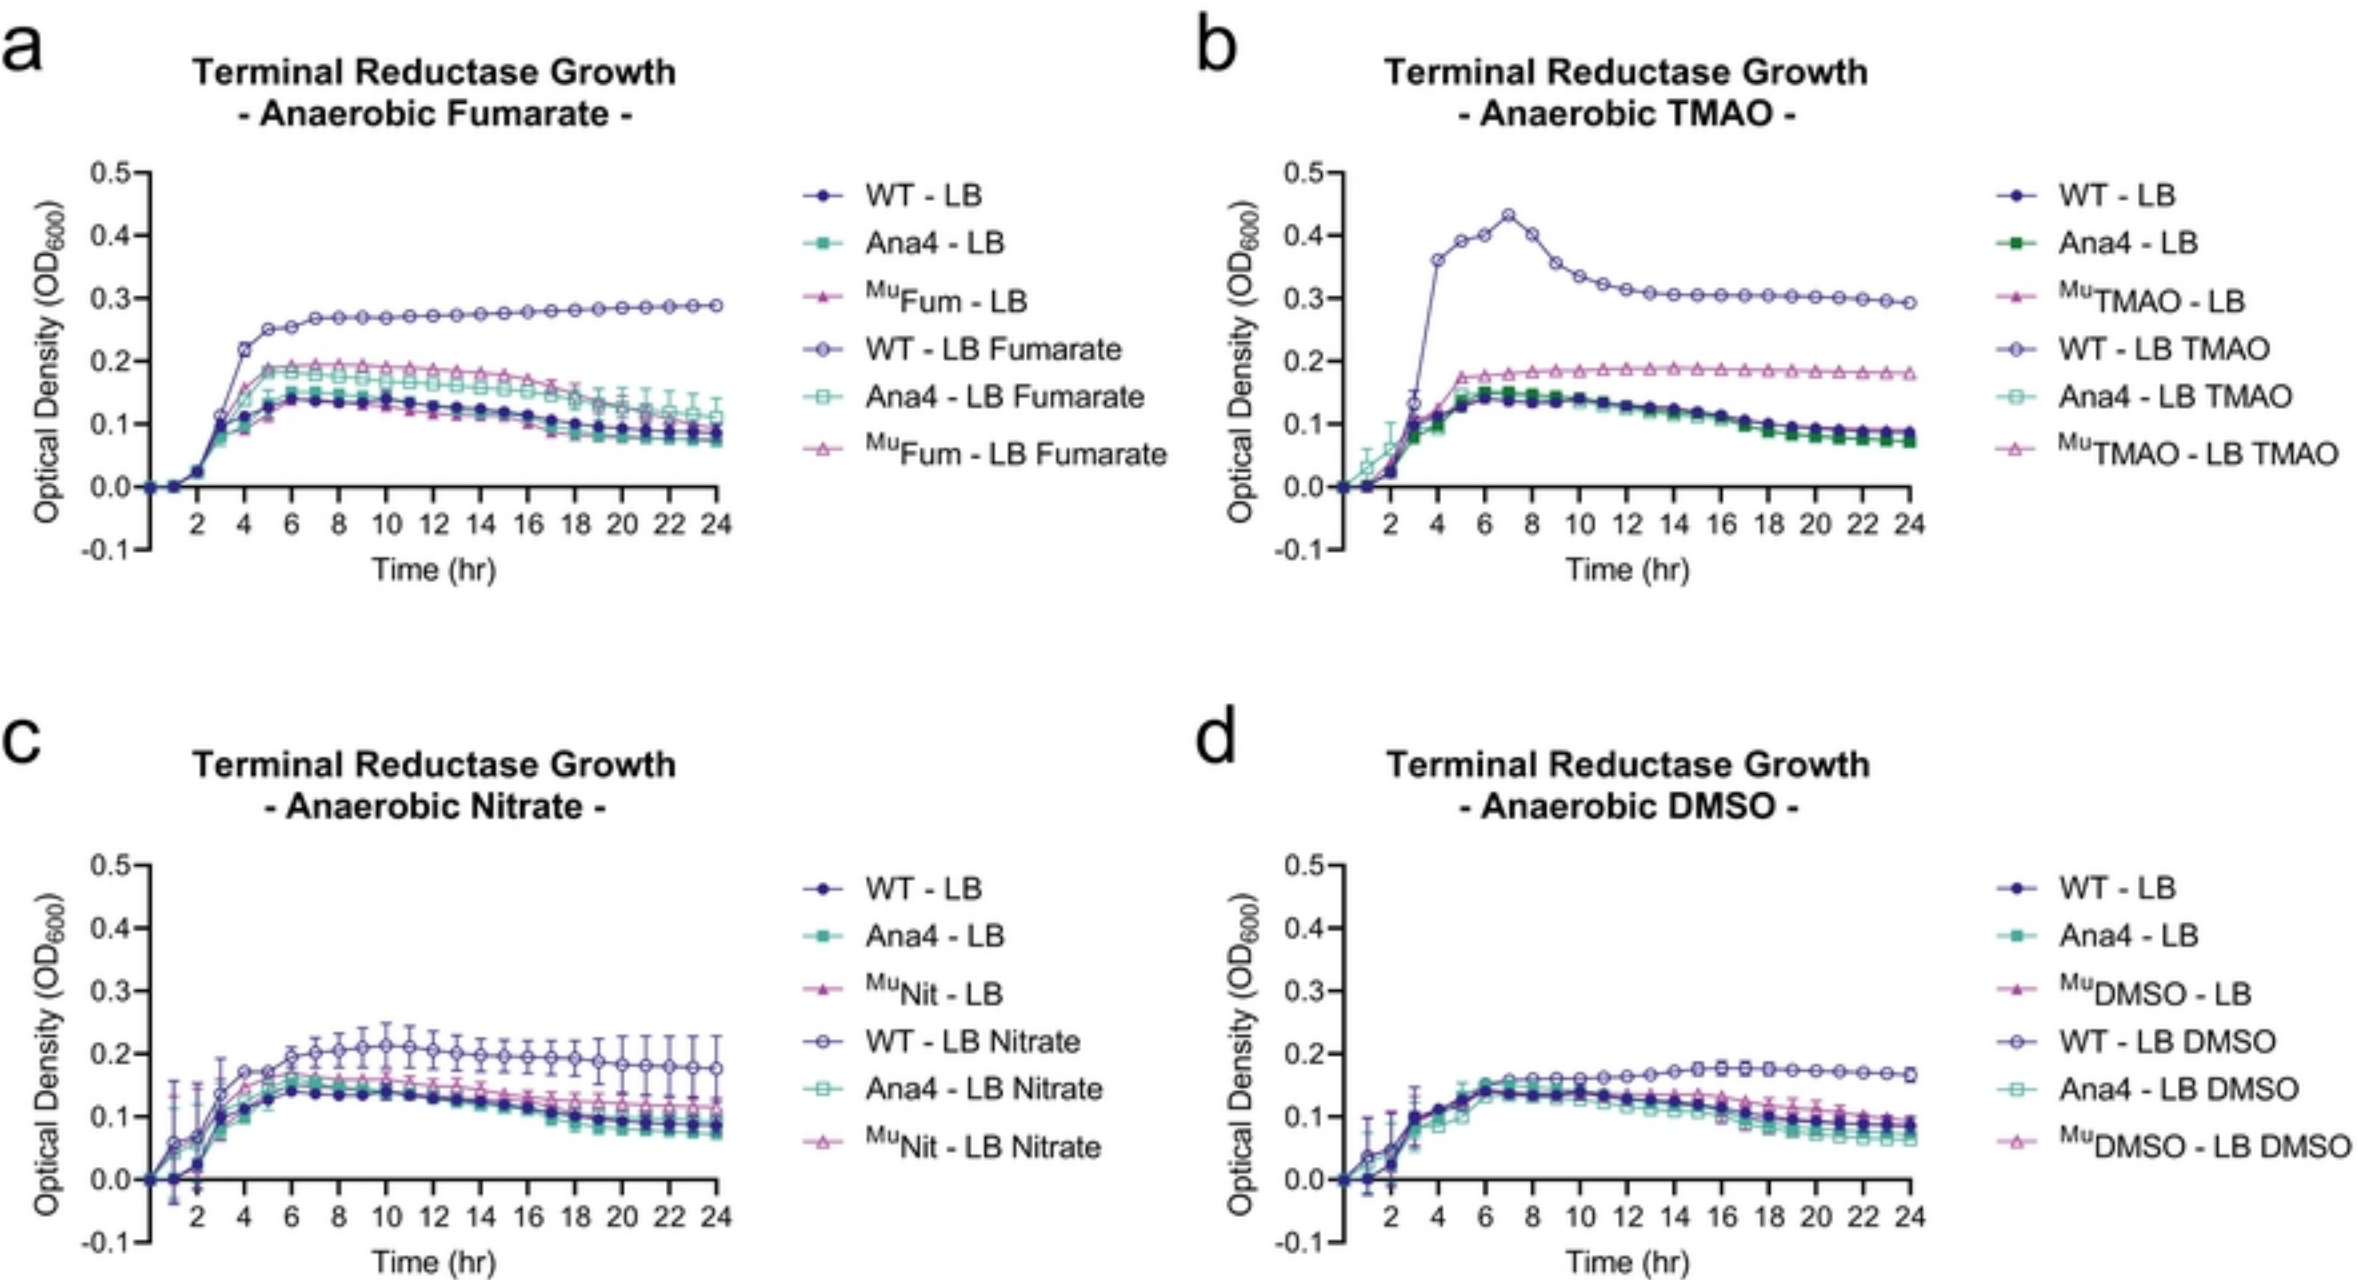 a
Terminal Reductase Growth
- Anaerobic Fumarate -
Optical Density (OD600)
0.5
0.4
0.3
0.2
0.1
0.0
-0.1
2 4 6 8 10 12 14 16 18 20 22 24
Time (hr)
WT - LB
Ana4 - LB
MuFum - LB
WT - LB Fumarate
Ana4 - LB Fumarate
MuFum - LB Fumarate
b
Terminal Reductase Growth
- Anaerobic TMAO -
Optical Density (OD600)
0.5
0.4
0.3
0.2
0.1
0.0
-0.1
2 4 6 8 10 12 14 16 18 20 22 24
Time (hr)
WT - LB
Ana4 - LB
MuTMAO - LB
WT - LB TMAO
Ana4 - LB TMAO
MuTMAO - LB TMAO
c
Terminal Reductase Growth
- Anaerobic Nitrate -
Optical Density (OD600)
0.5
0.4
0.3
0.2
0.1
0.0
-0.1
2 4 6 8 10 12 14 16 18 20 22 24
Time (hr)
WT - LB
Ana4 - LB
MuNit - LB
WT - LB Nitrate
Ana4 - LB Nitrate
MuNit - LB Nitrate
d
Terminal Reductase Growth
- Anaerobic DMSO -
Optical Density (OD600)
0.5
0.4
0.3
0.2
0.1
0.0
-0.1
2 4 6 8 10 12 14 16 18 20 22 24
Time (hr)
WT - LB
Ana4 - LB
MuDMSO - LB
WT - LB DMSO
Ana4 - LB DMSO
MuDMSO - LB DMSO